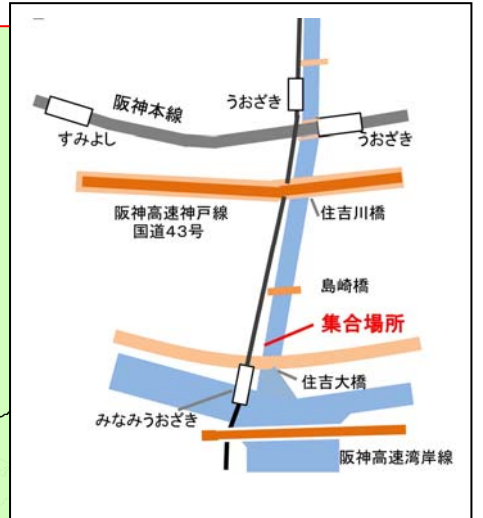 阪神本線
うおざき
すみよし
うおざき
阪神高速神戸線
国道43号
住吉川橋
島崎橋
集合場所
住吉大橋
みなみうおざき
阪神高速湾岸線